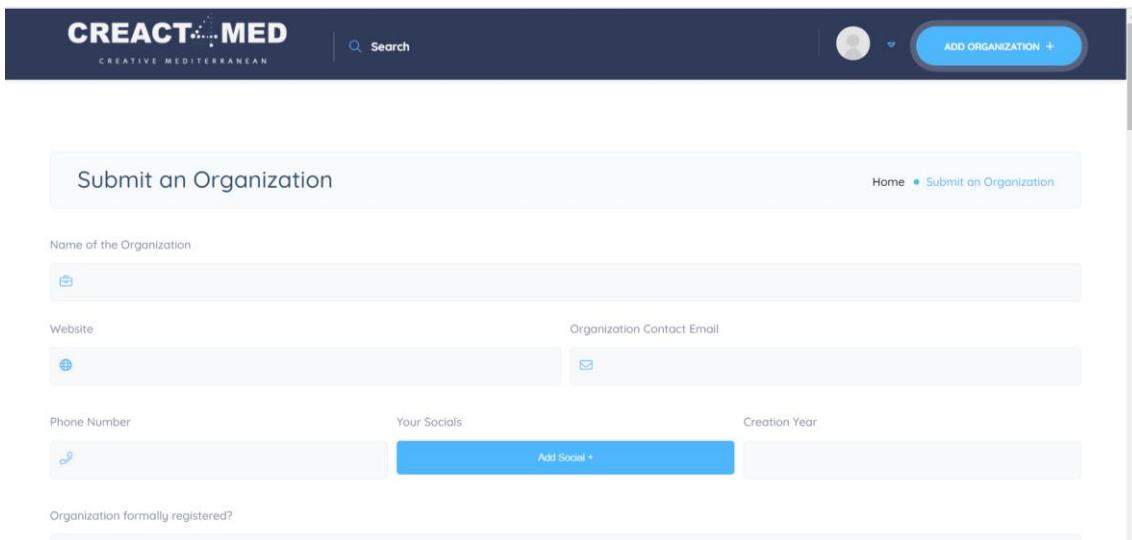 CREACT4MED
CREATIVE MEDITERRANEAN
Search
ADD ORGANIZATION +
Submit an Organization
Home • Submit an Organization
Name of the Organization
Website
Organization Contact Email
Phone Number
Your Socials
Creation Year
Add Social +
Organization formally registered?